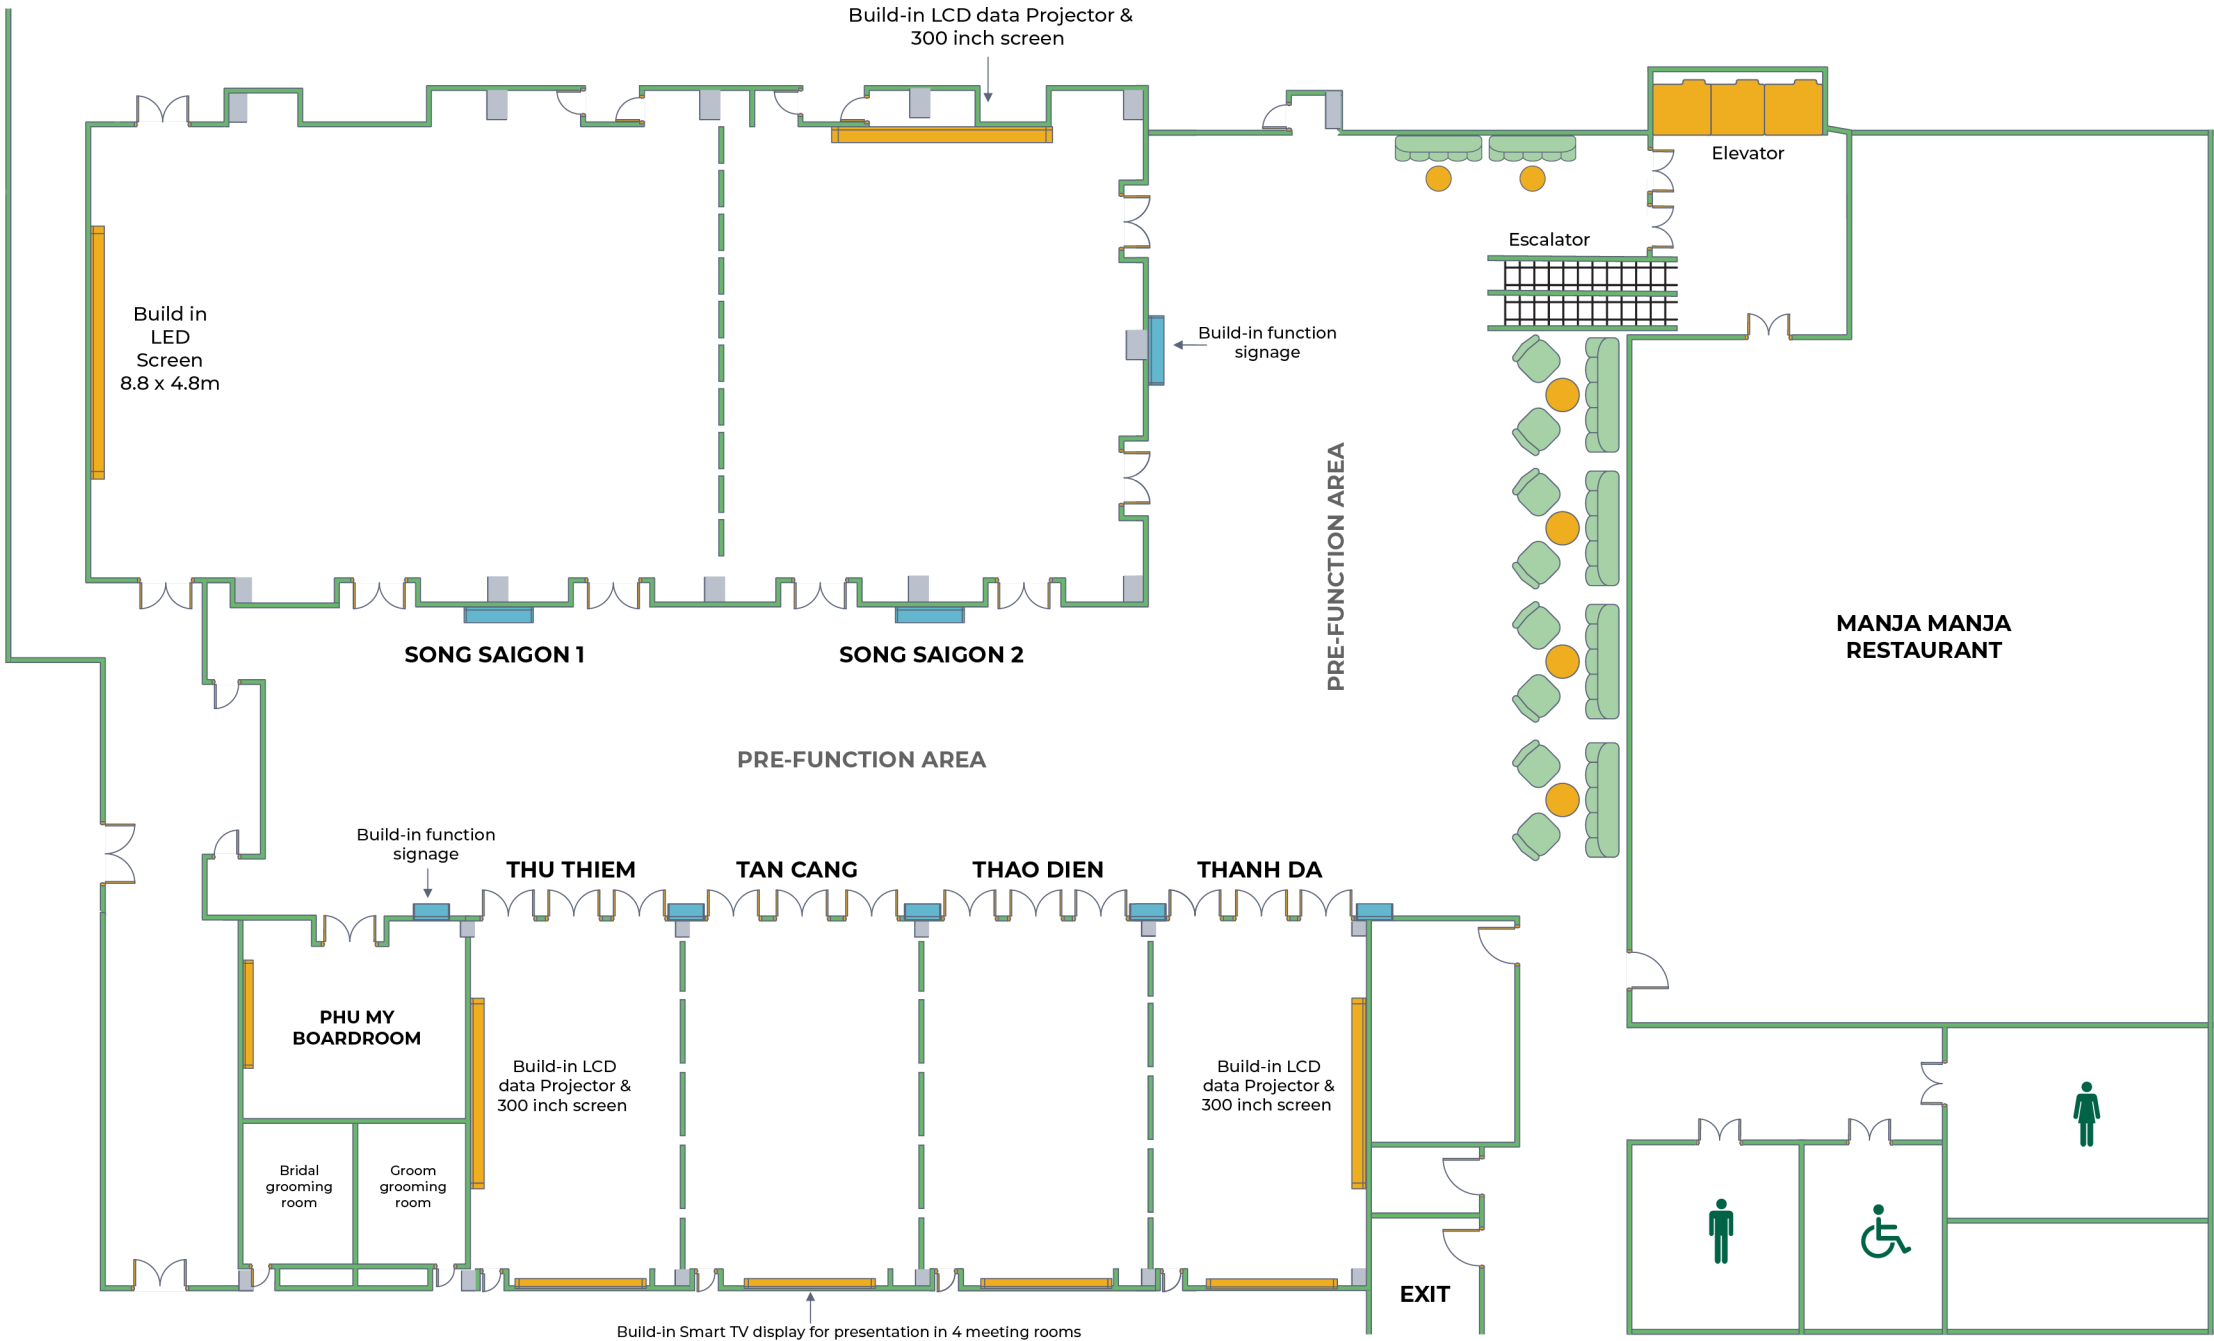 Build-in LCD data Projector &
300 inch screen
Elevator
Escalator
Build in
LED
Screen
8.8 x 4.8m
Build-in function
signage
PRE-FUNCTION AREA
MANJA MANJA
RESTAURANT
SONG SAIGON 1
SONG SAIGON 2
PRE-FUNCTION AREA
Build-in function
signage
THU THIEM
TAN CANG
THAO DIEN
THANH DA
PHU MY
BOARDROOM
Build-in LCD
data Projector &
300 inch screen
Build-in LCD
data Projector &
300 inch screen
Bridal
grooming
room
Groom
grooming
room
EXIT
Build-in Smart TV display for presentation in 4 meeting rooms